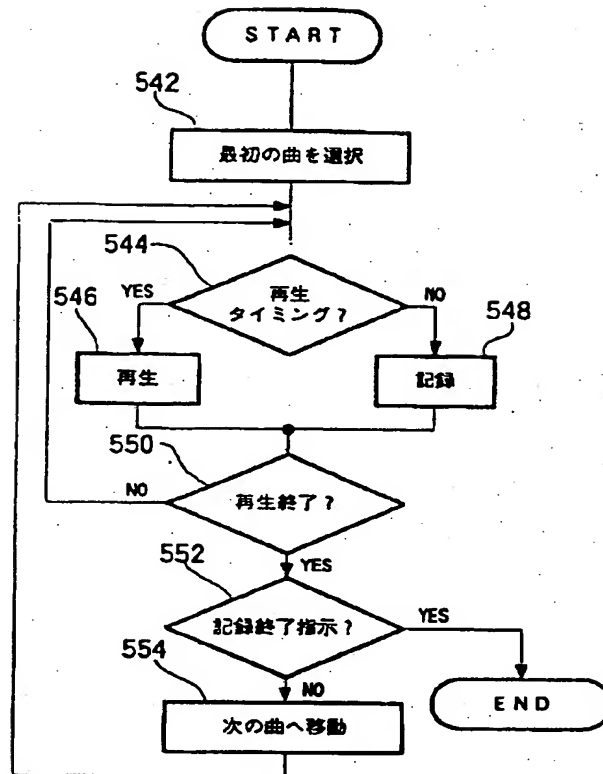 START
542
最初の曲を選択
544
再生
タイミング?
YES
NO
546
再生
548
記録
550
再生終了?
NO
YES
552
記録終了指示?
YES
NO
554
次の曲へ移動
END